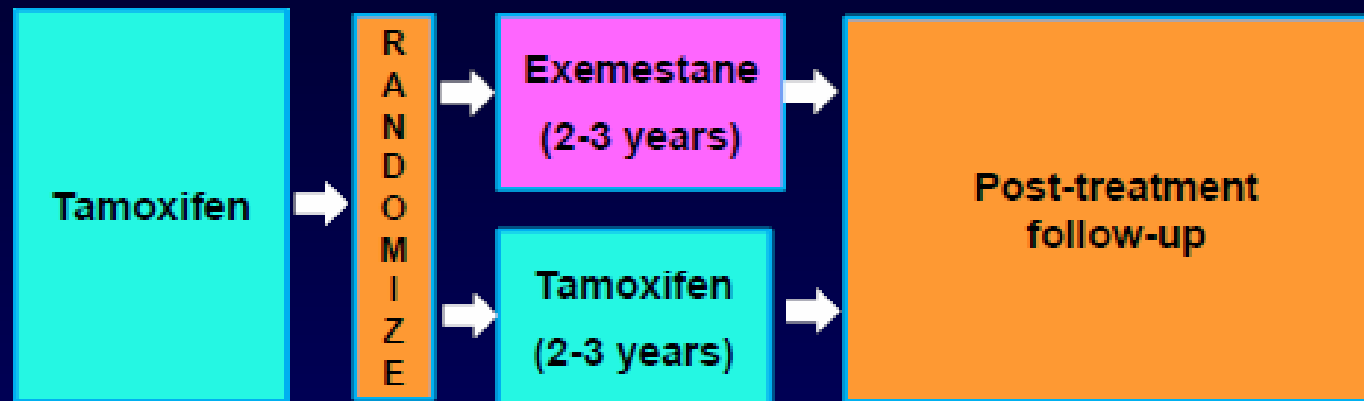 Tamoxifen
R
A
N
D
O
M
I
Z
E
Exemestane
(2-3 years)
Tamoxifen
(2-3 years)
Post-treatment
follow-up